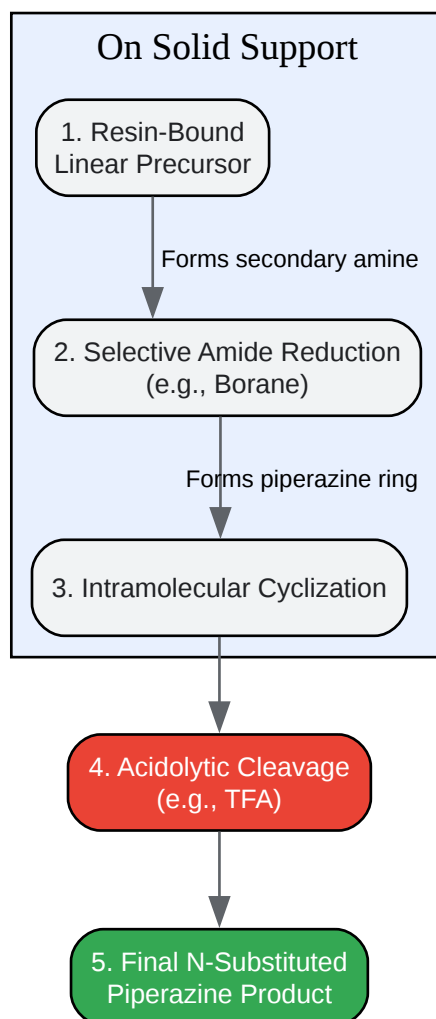 On Solid Support
1. Resin-Bound
Linear Precursor
Forms secondary amine
2. Selective Amide Reduction
(e.g., Borane)
Forms piperazine ring
3. Intramolecular Cyclization
4. Acidolytic Cleavage
(e.g., TFA)
5. Final N-Substituted
Piperazine Product